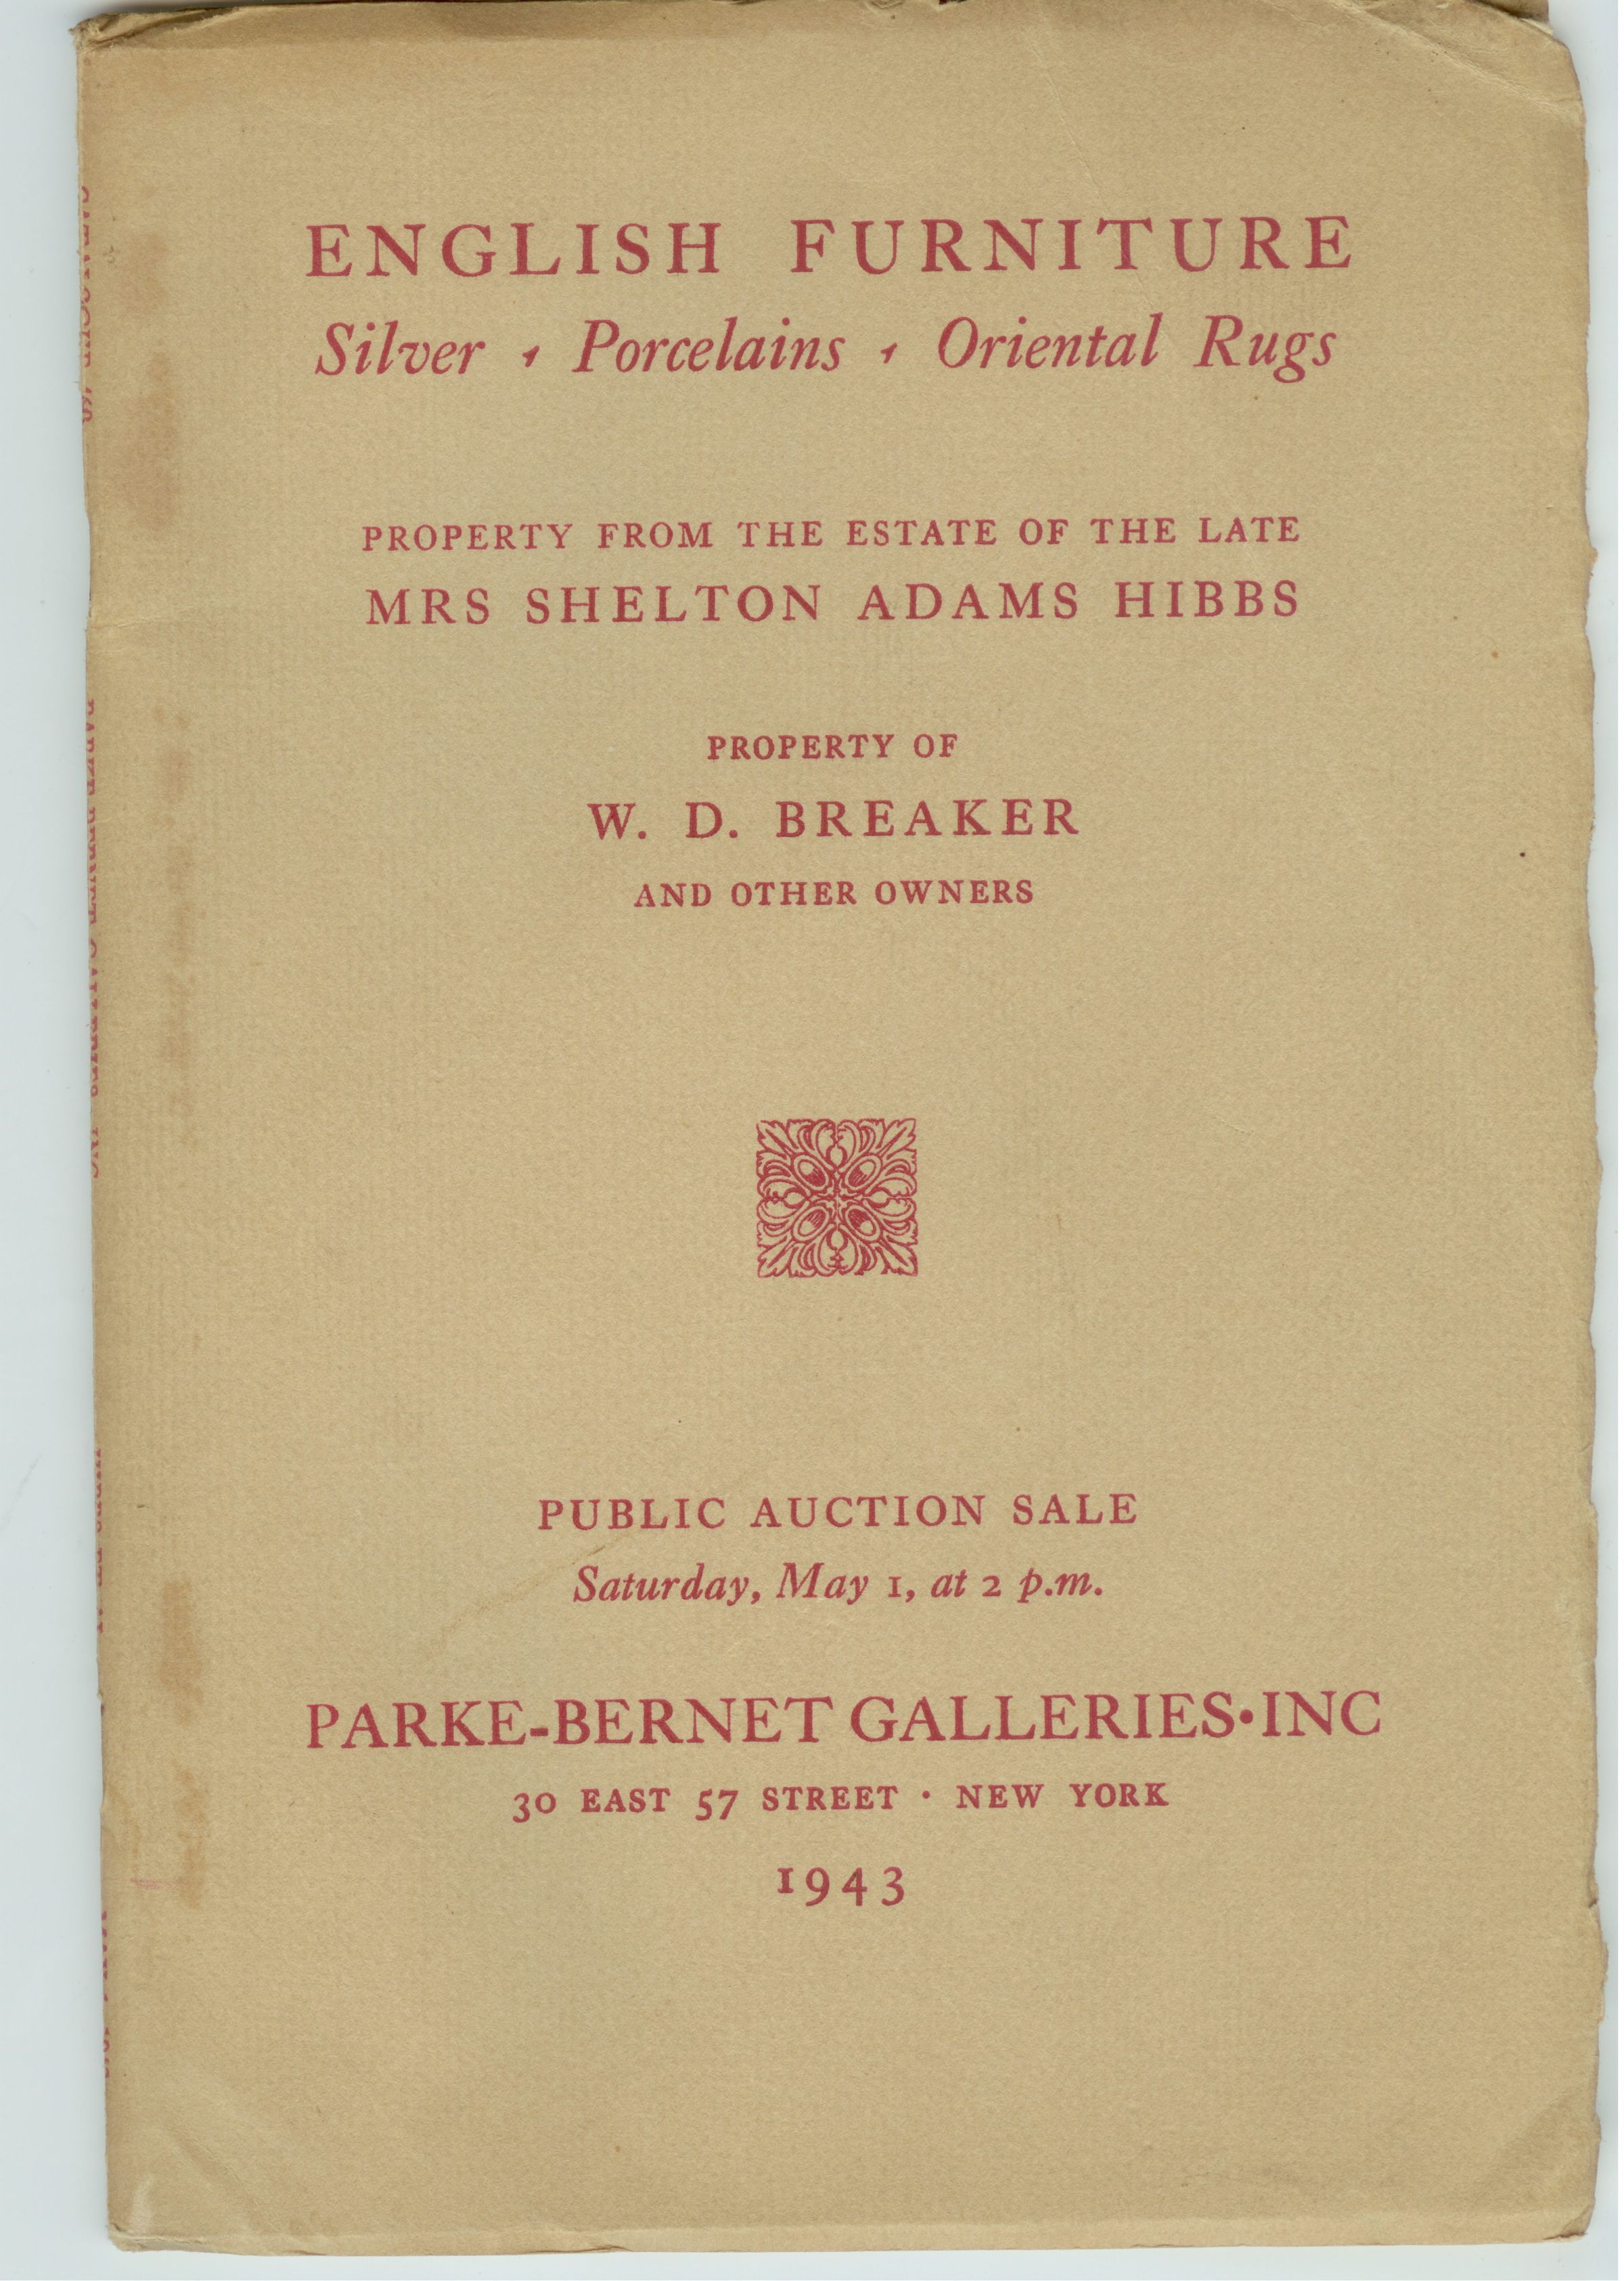 ENGLISH FURNITURE
Silver · Porcelains · Oriental Rugs
PROPERTY FROM THE ESTATE OF THE LATE
MRS SHELTON ADAMS HIBBS
PROPERTY OF
W. D. BREAKER
AND OTHER OWNERS
PUBLIC AUCTION SALE
Saturday, May 1, at 2 p.m.
PARKE-BERNET GALLERIES·INC
30 EAST 57 STREET · NEW YORK
1943